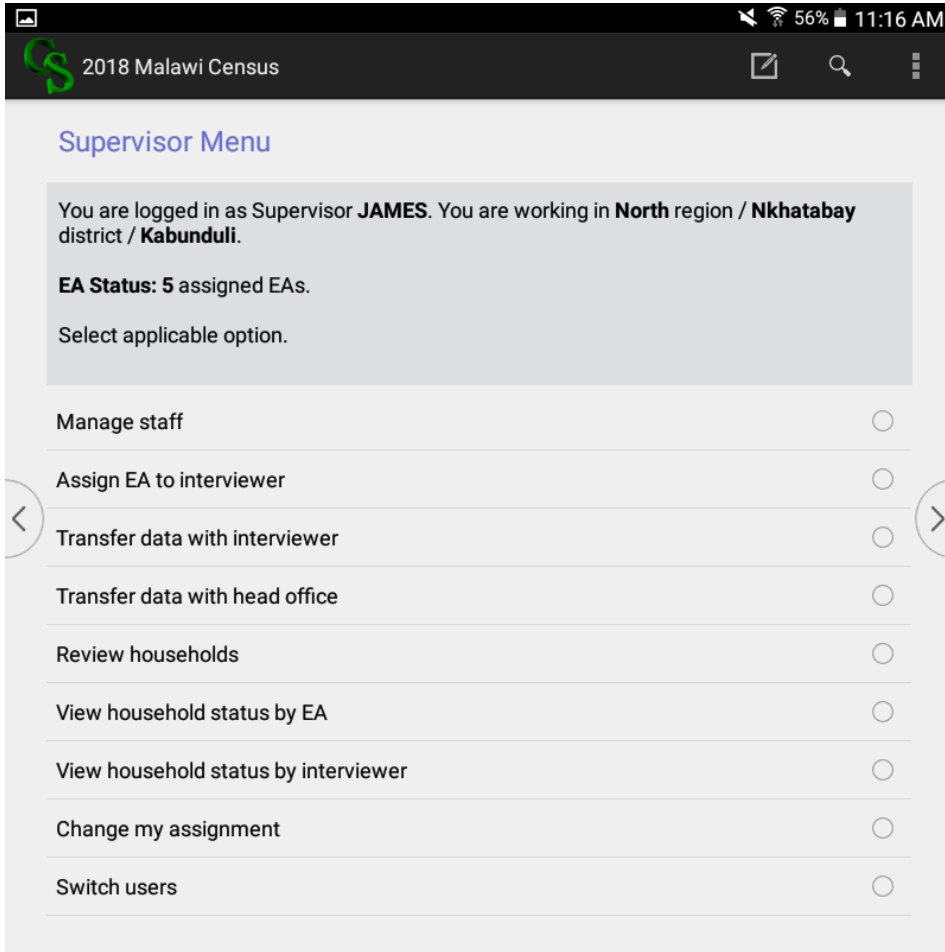 56% 11:16 AM
CS 2018 Malawi Census
Supervisor Menu
You are logged in as Supervisor JAMES. You are working in North region / Nkhatabay
district / Kabunduli.
EA Status: 5 assigned EAs.
Select applicable option.
Manage staff
Assign EA to interviewer
Transfer data with interviewer
Transfer data with head office
Review households
View household status by EA
View household status by interviewer
Change my assignment
Switch users